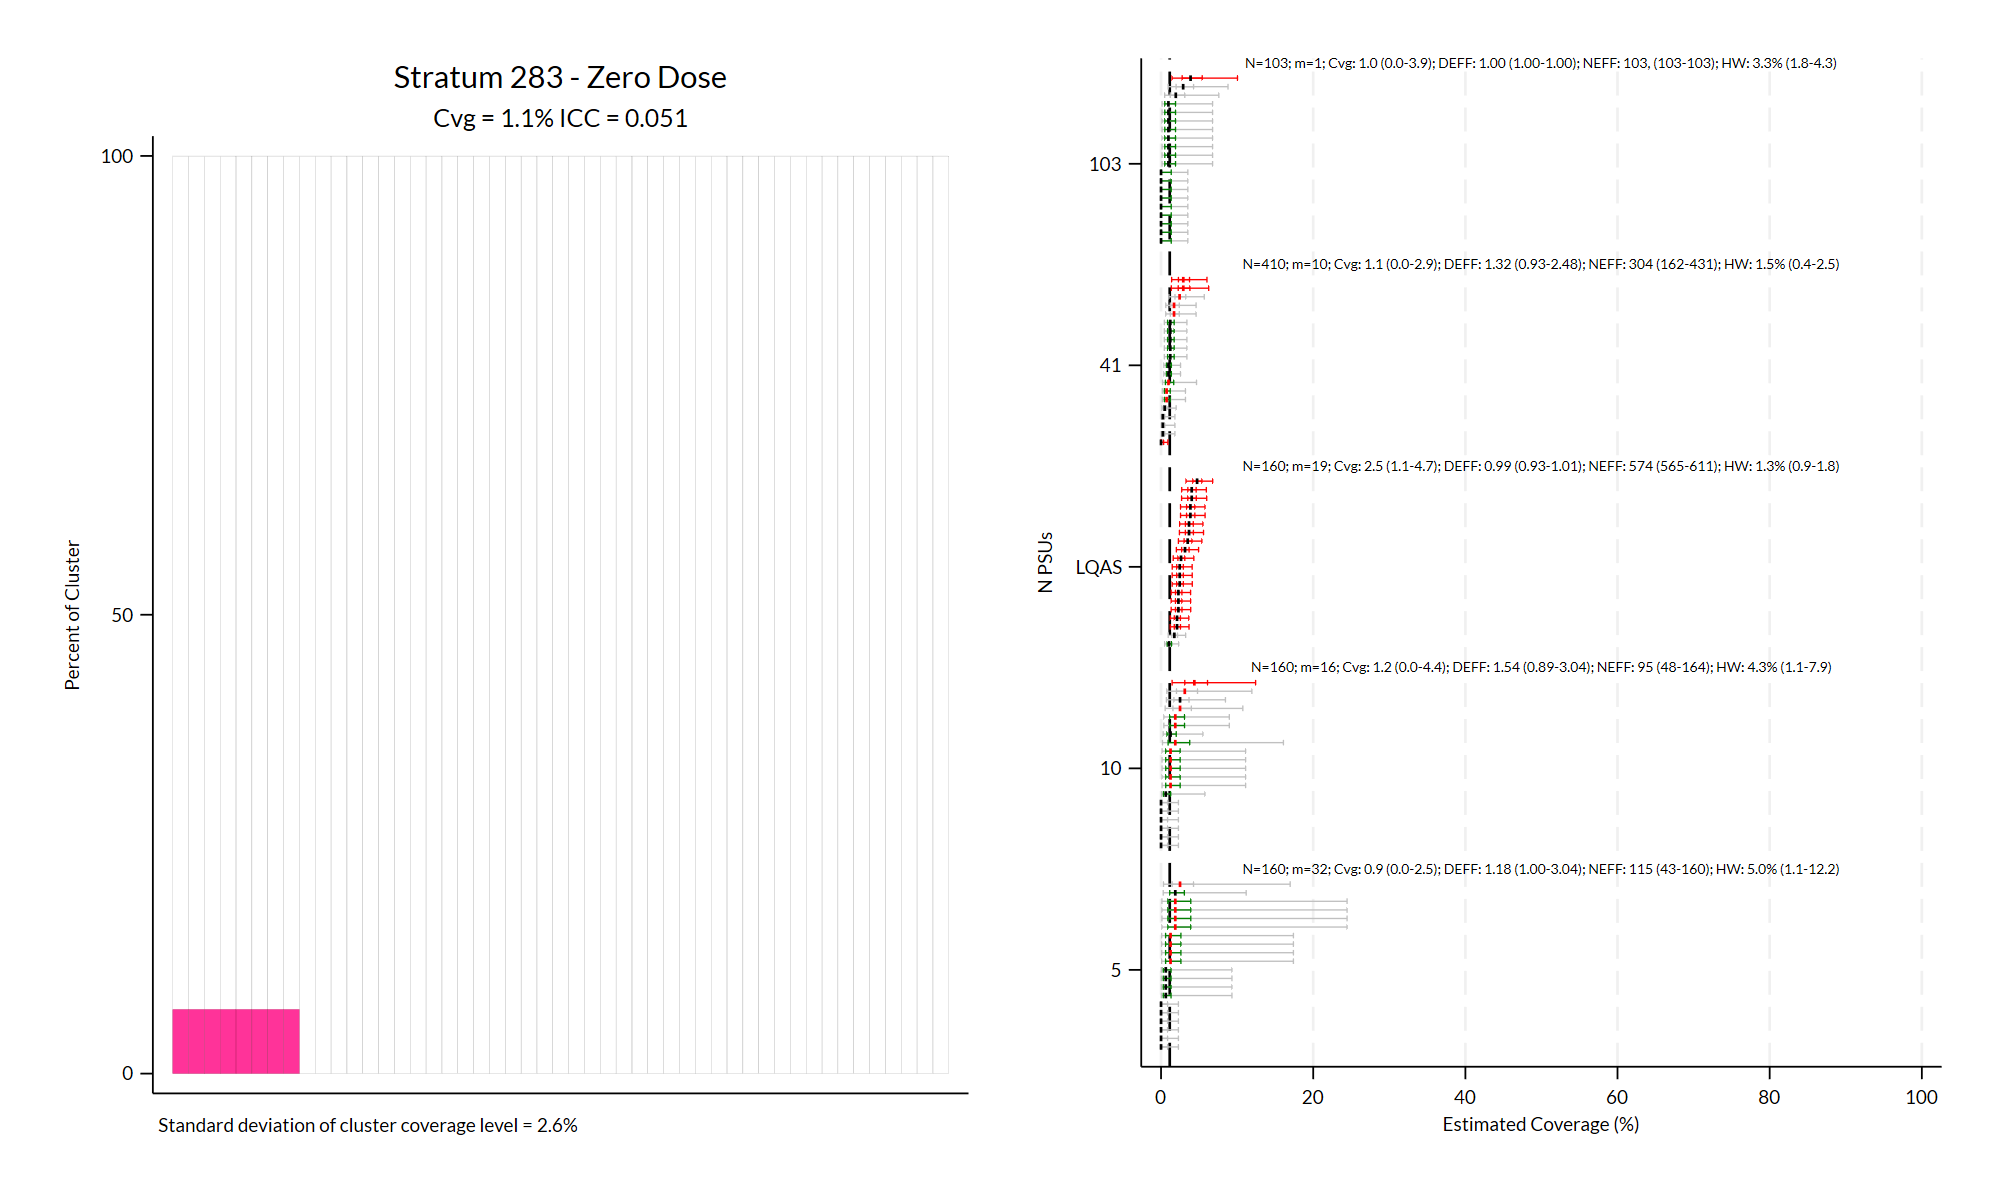 Stratum 283 - Zero Dose
Cvg = 1.1% ICC = 0.051
100
50
0
Percent of Cluster
Standard deviation of cluster coverage level = 2.6%
N=103; m=1; Cvg: 1.0 (0.0-3.9); DEFF: 1.00 (1.00-1.00); NEFF: 103, (103-103); HW: 3.3% (1.8-4.3)
103
N=410; m=10; Cvg: 1.1 (0.0-2.9); DEFF: 1.32 (0.93-2.48); NEFF: 304 (162-431); HW: 1.5% (0.4-2.5)
41
N=160; m=19; Cvg: 2.5 (1.1-4.7); DEFF: 0.99 (0.93-1.01); NEFF: 574 (565-611); HW: 1.3% (0.9-1.8)
LQAS
N=160; m=16; Cvg: 1.2 (0.0-4.4); DEFF: 1.54 (0.89-3.04); NEFF: 95 (48-164); HW: 4.3% (1.1-7.9)
10
N=160; m=32; Cvg: 0.9 (0.0-2.5); DEFF: 1.18 (1.00-3.04); NEFF: 115 (43-160); HW: 5.0% (1.1-12.2)
5
N PSUs
0 20 40 60 80 100
Estimated Coverage (%)